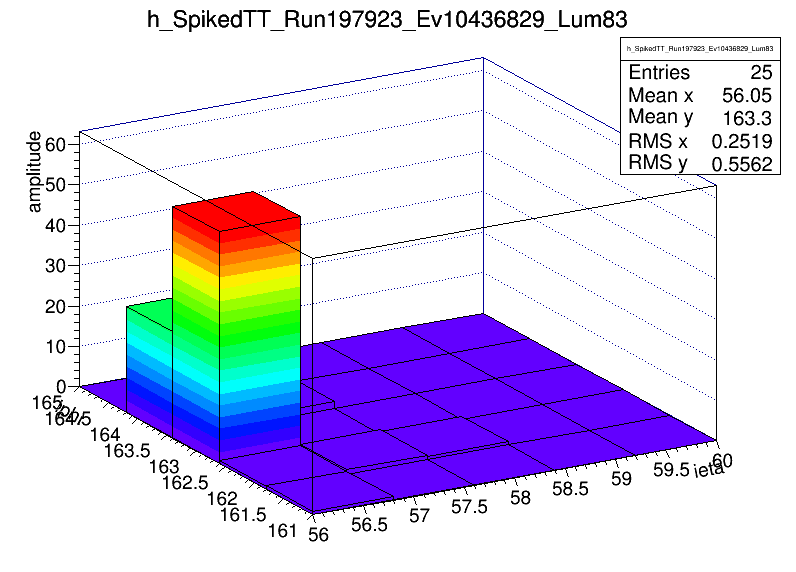 h_SpikedTT_Run197923_Ev10436829_Lum83
h_SpikedTT_Run197923_Ev10436829_Lum83
Entries 25
Mean x 56.05
Mean y 163.3
RMS x 0.2519
RMS y 0.5562
amplitude
60
50
40
30
20
10
0
165
164.5
164
163.5
163
162.5
162
161.5
161
56
56.5
57
57.5
58
58.5
59
59.5
60
ieta